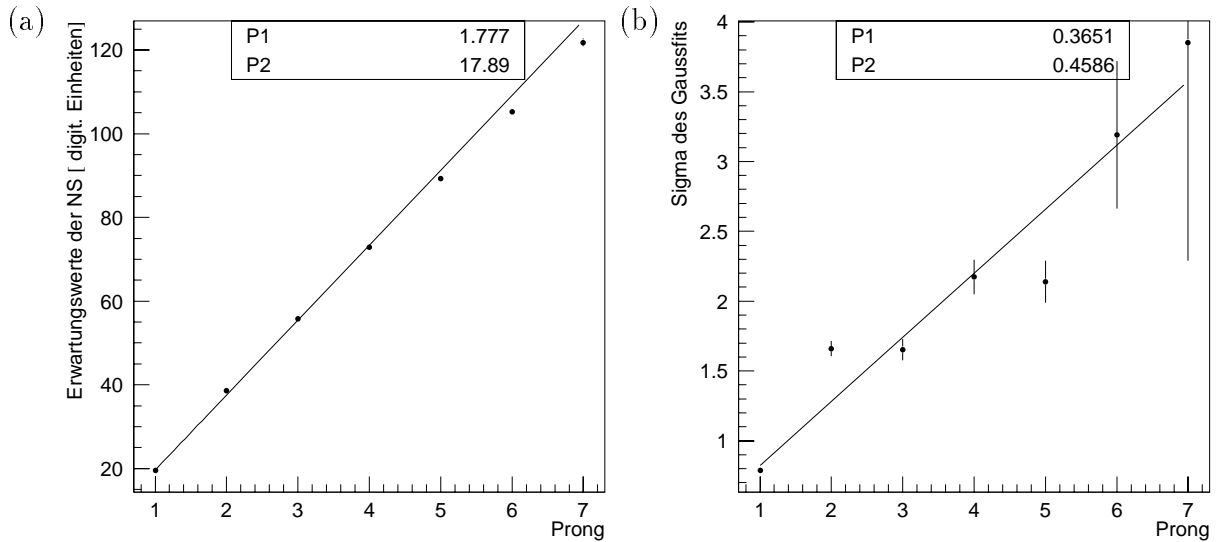 (a)
P1 1.777
P2 17.89
Erwartungswerte der NS [ digit. Einheiten]
120
100
80
60
40
20
1 2 3 4 5 6 7
Prong
(b)
P1 0.3651
P2 0.4586
Sigma des Gaussfits
4
3.5
3
2.5
2
1.5
1
1 2 3 4 5 6 7
Prong